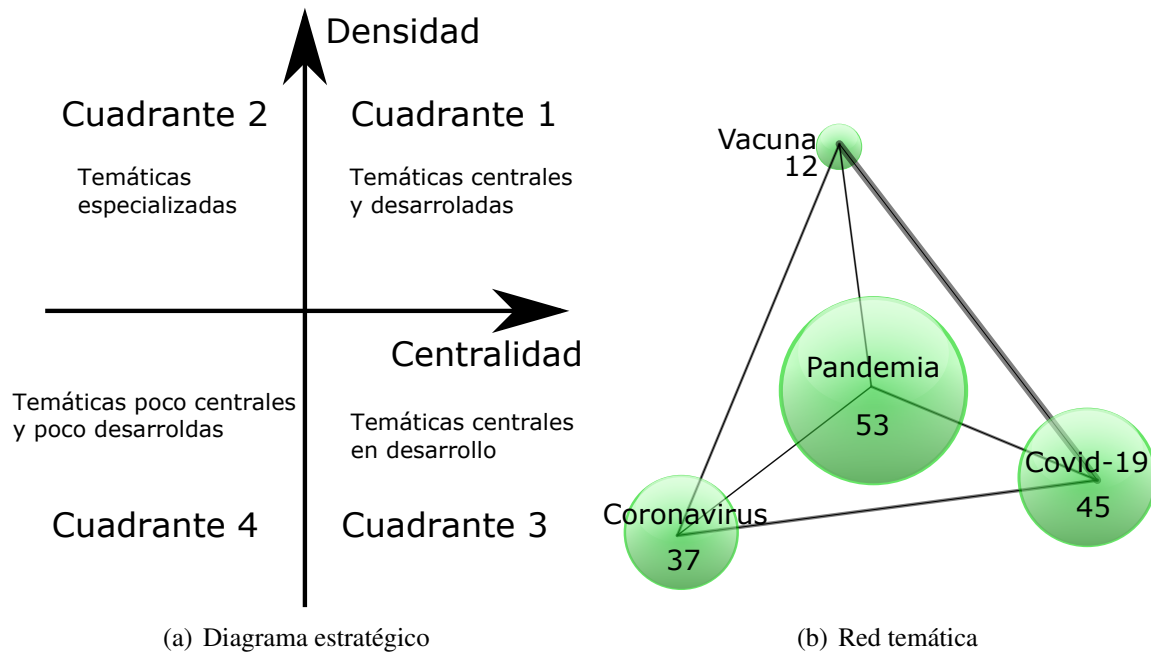 Densidad
Cuadrante 2
Cuadrante 1
Temáticas
especializadas
Temáticas centrales
y desarroladas
Centralidad
Temáticas poco centrales
y poco desarroldas
Temáticas centrales
en desarrollo
Cuadrante 4
Cuadrante 3
(a) Diagrama estratégico
Vacuna
12
Pandemia
53
Covid-19
45
Coronavirus
37
(b) Red temática